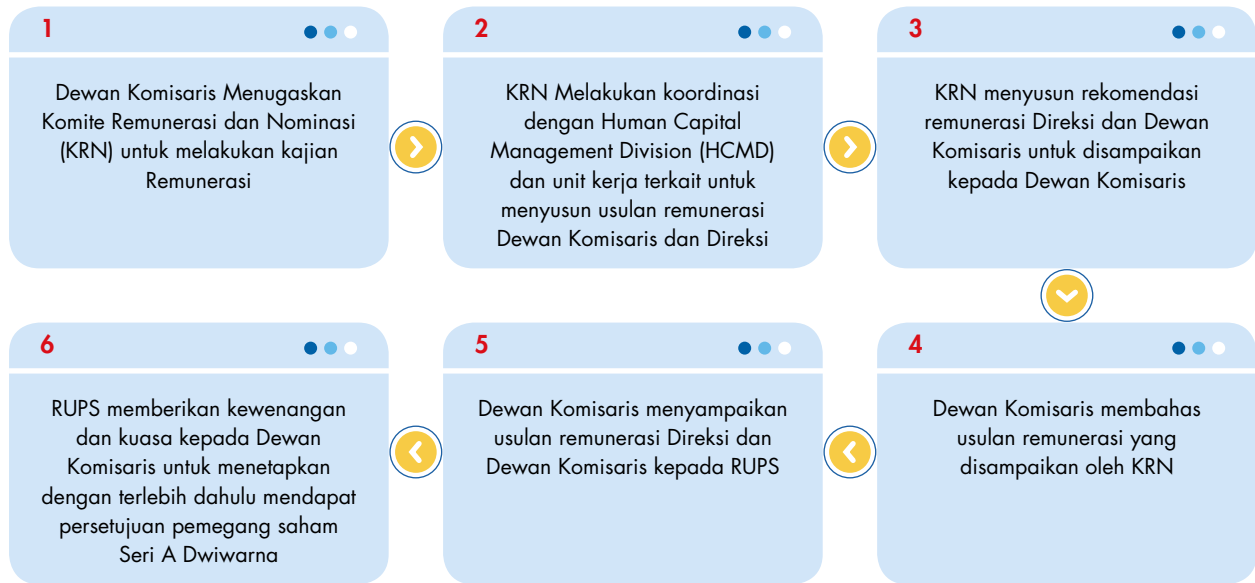 1
Dewan Komisaris Menugaskan
Komite Remunerasi dan Nominasi
(KRN) untuk melakukan kajian
Remunerasi
2
KRN Melakukan koordinasi
dengan Human Capital
Management Division (HCMD)
dan unit kerja terkait untuk
menyusun usulan remunerasi
Dewan Komisaris dan Direksi
3
KRN menyusun rekomendasi
remunerasi Direksi dan Dewan
Komisaris untuk disampaikan
kepada Dewan Komisaris
4
Dewan Komisaris membahas
usulan remunerasi yang
disampaikan oleh KRN
5
Dewan Komisaris menyampaikan
usulan remunerasi Direksi dan
Dewan Komisaris kepada RUPS
6
RUPS memberikan kewenangan
dan kuasa kepada Dewan
Komisaris untuk menetapkan
dengan terlebih dahulu mendapat
persetujuan pemegang saham
Seri A Dwiwarna